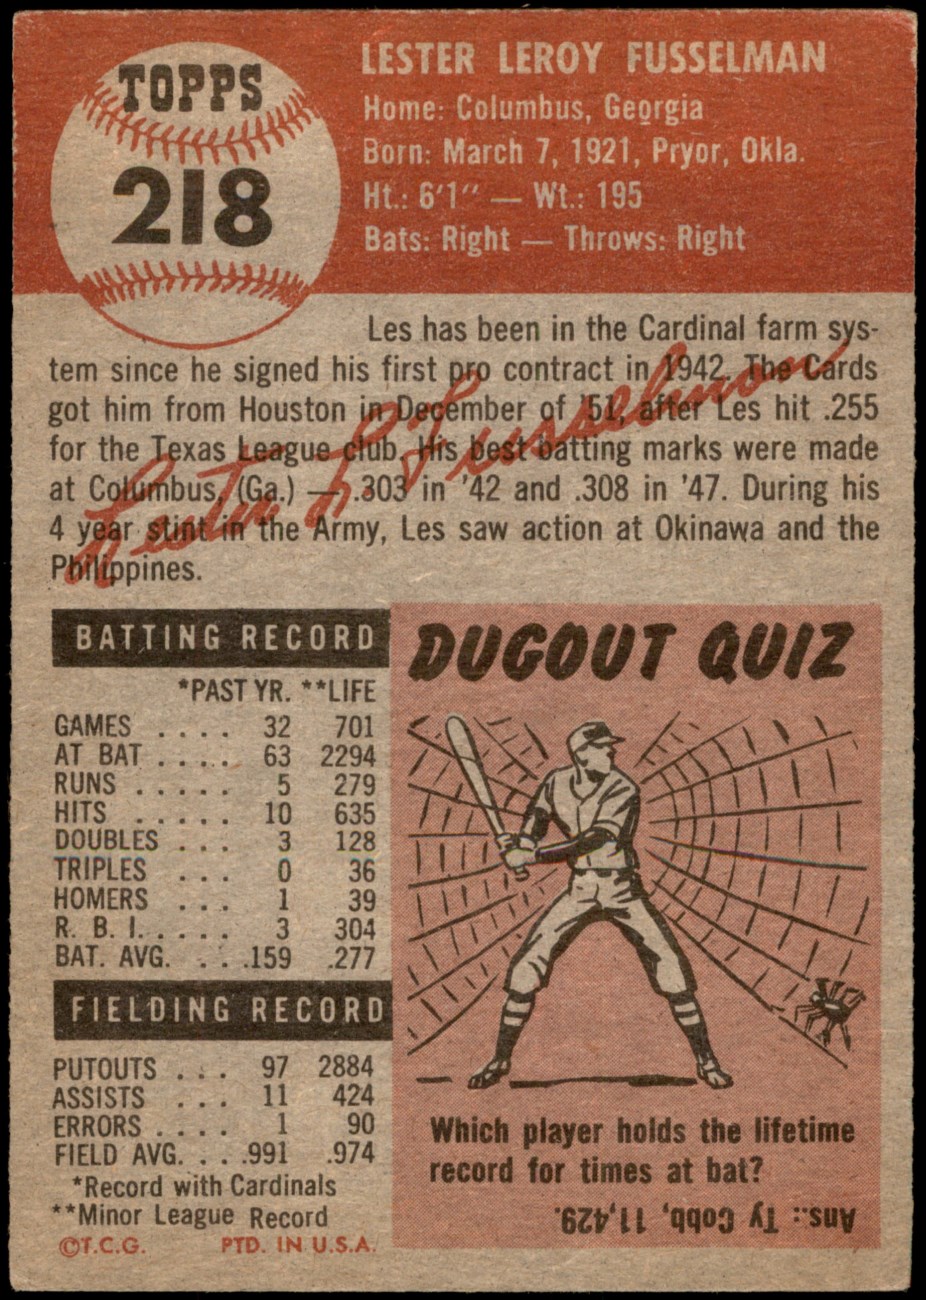 TOPPS
218
LESTER LEROY FUSSELMAN
Home: Columbus, Georgia
Born: March 7, 1921, Pryor, Okla.
Ht.: 6'1" — Wt.: 195
Bats: Right — Throws: Right
Les has been in the Cardinal farm sys-
tem since he signed his first pro contract in 1942. The Cards
got him from Houston in December of '51, after Les hit .255
for the Texas League club. His best batting marks were made
at Columbus, (Ga.) — .303 in '42 and .308 in '47. During his
4 year stint in the Army, Les saw action at Okinawa and the
Philippines.
Lester L. Fusselman
BATTING RECORD
*PAST YR. **LIFE
GAMES . . . . 32 701
AT BAT . . . . . 63 2294
RUNS . . . . . 5 279
HITS . . . . . 10 635
DOUBLES . . . 3 128
TRIPLES . . . 0 36
HOMERS . . . 1 39
R. B. I. . . . . 3 304
BAT. AVG. . . .159 .277
FIELDING RECORD
PUTOUTS . . . 97 2884
ASSISTS . . . 11 424
ERRORS . . . . 1 90
FIELD AVG. . . .991 .974
*Record with Cardinals
**Minor League Record
©T.C.G. PTD. IN U.S.A.
DUGOUT QUIZ
Which player holds the lifetime
record for times at bat?
Ans.: Ty Cobb, 11,429.